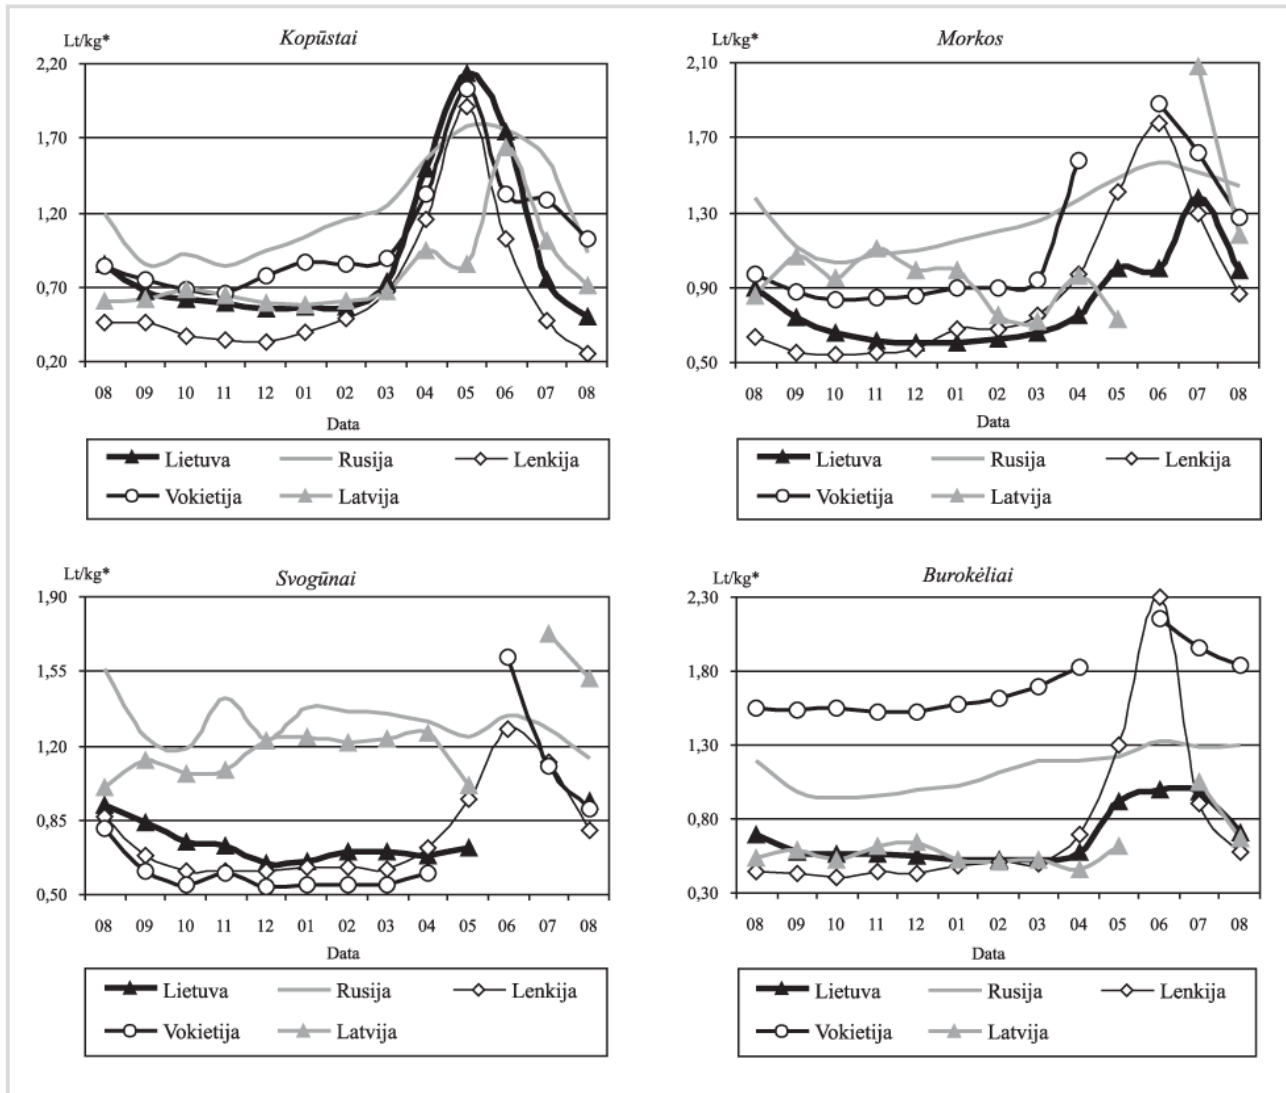 Kopūstai
Lt/kg*
2,20
1,70
1,20
0,70
0,20
08 09 10 11 12 01 02 03 04 05 06 07 08
Data
Lietuva Rusija Lenkija
Vokietija Latvija
Morkos
Lt/kg*
2,10
1,70
1,30
0,90
0,50
08 09 10 11 12 01 02 03 04 05 06 07 08
Data
Lietuva Rusija Lenkija
Vokietija Latvija
Svogūnai
Lt/kg*
1,90
1,55
1,20
0,85
0,50
08 09 10 11 12 01 02 03 04 05 06 07 08
Data
Lietuva Rusija Lenkija
Vokietija Latvija
Burokėliai
Lt/kg*
2,30
1,80
1,30
0,80
0,30
08 09 10 11 12 01 02 03 04 05 06 07 08
Data
Lietuva Rusija Lenkija
Vokietija Latvija